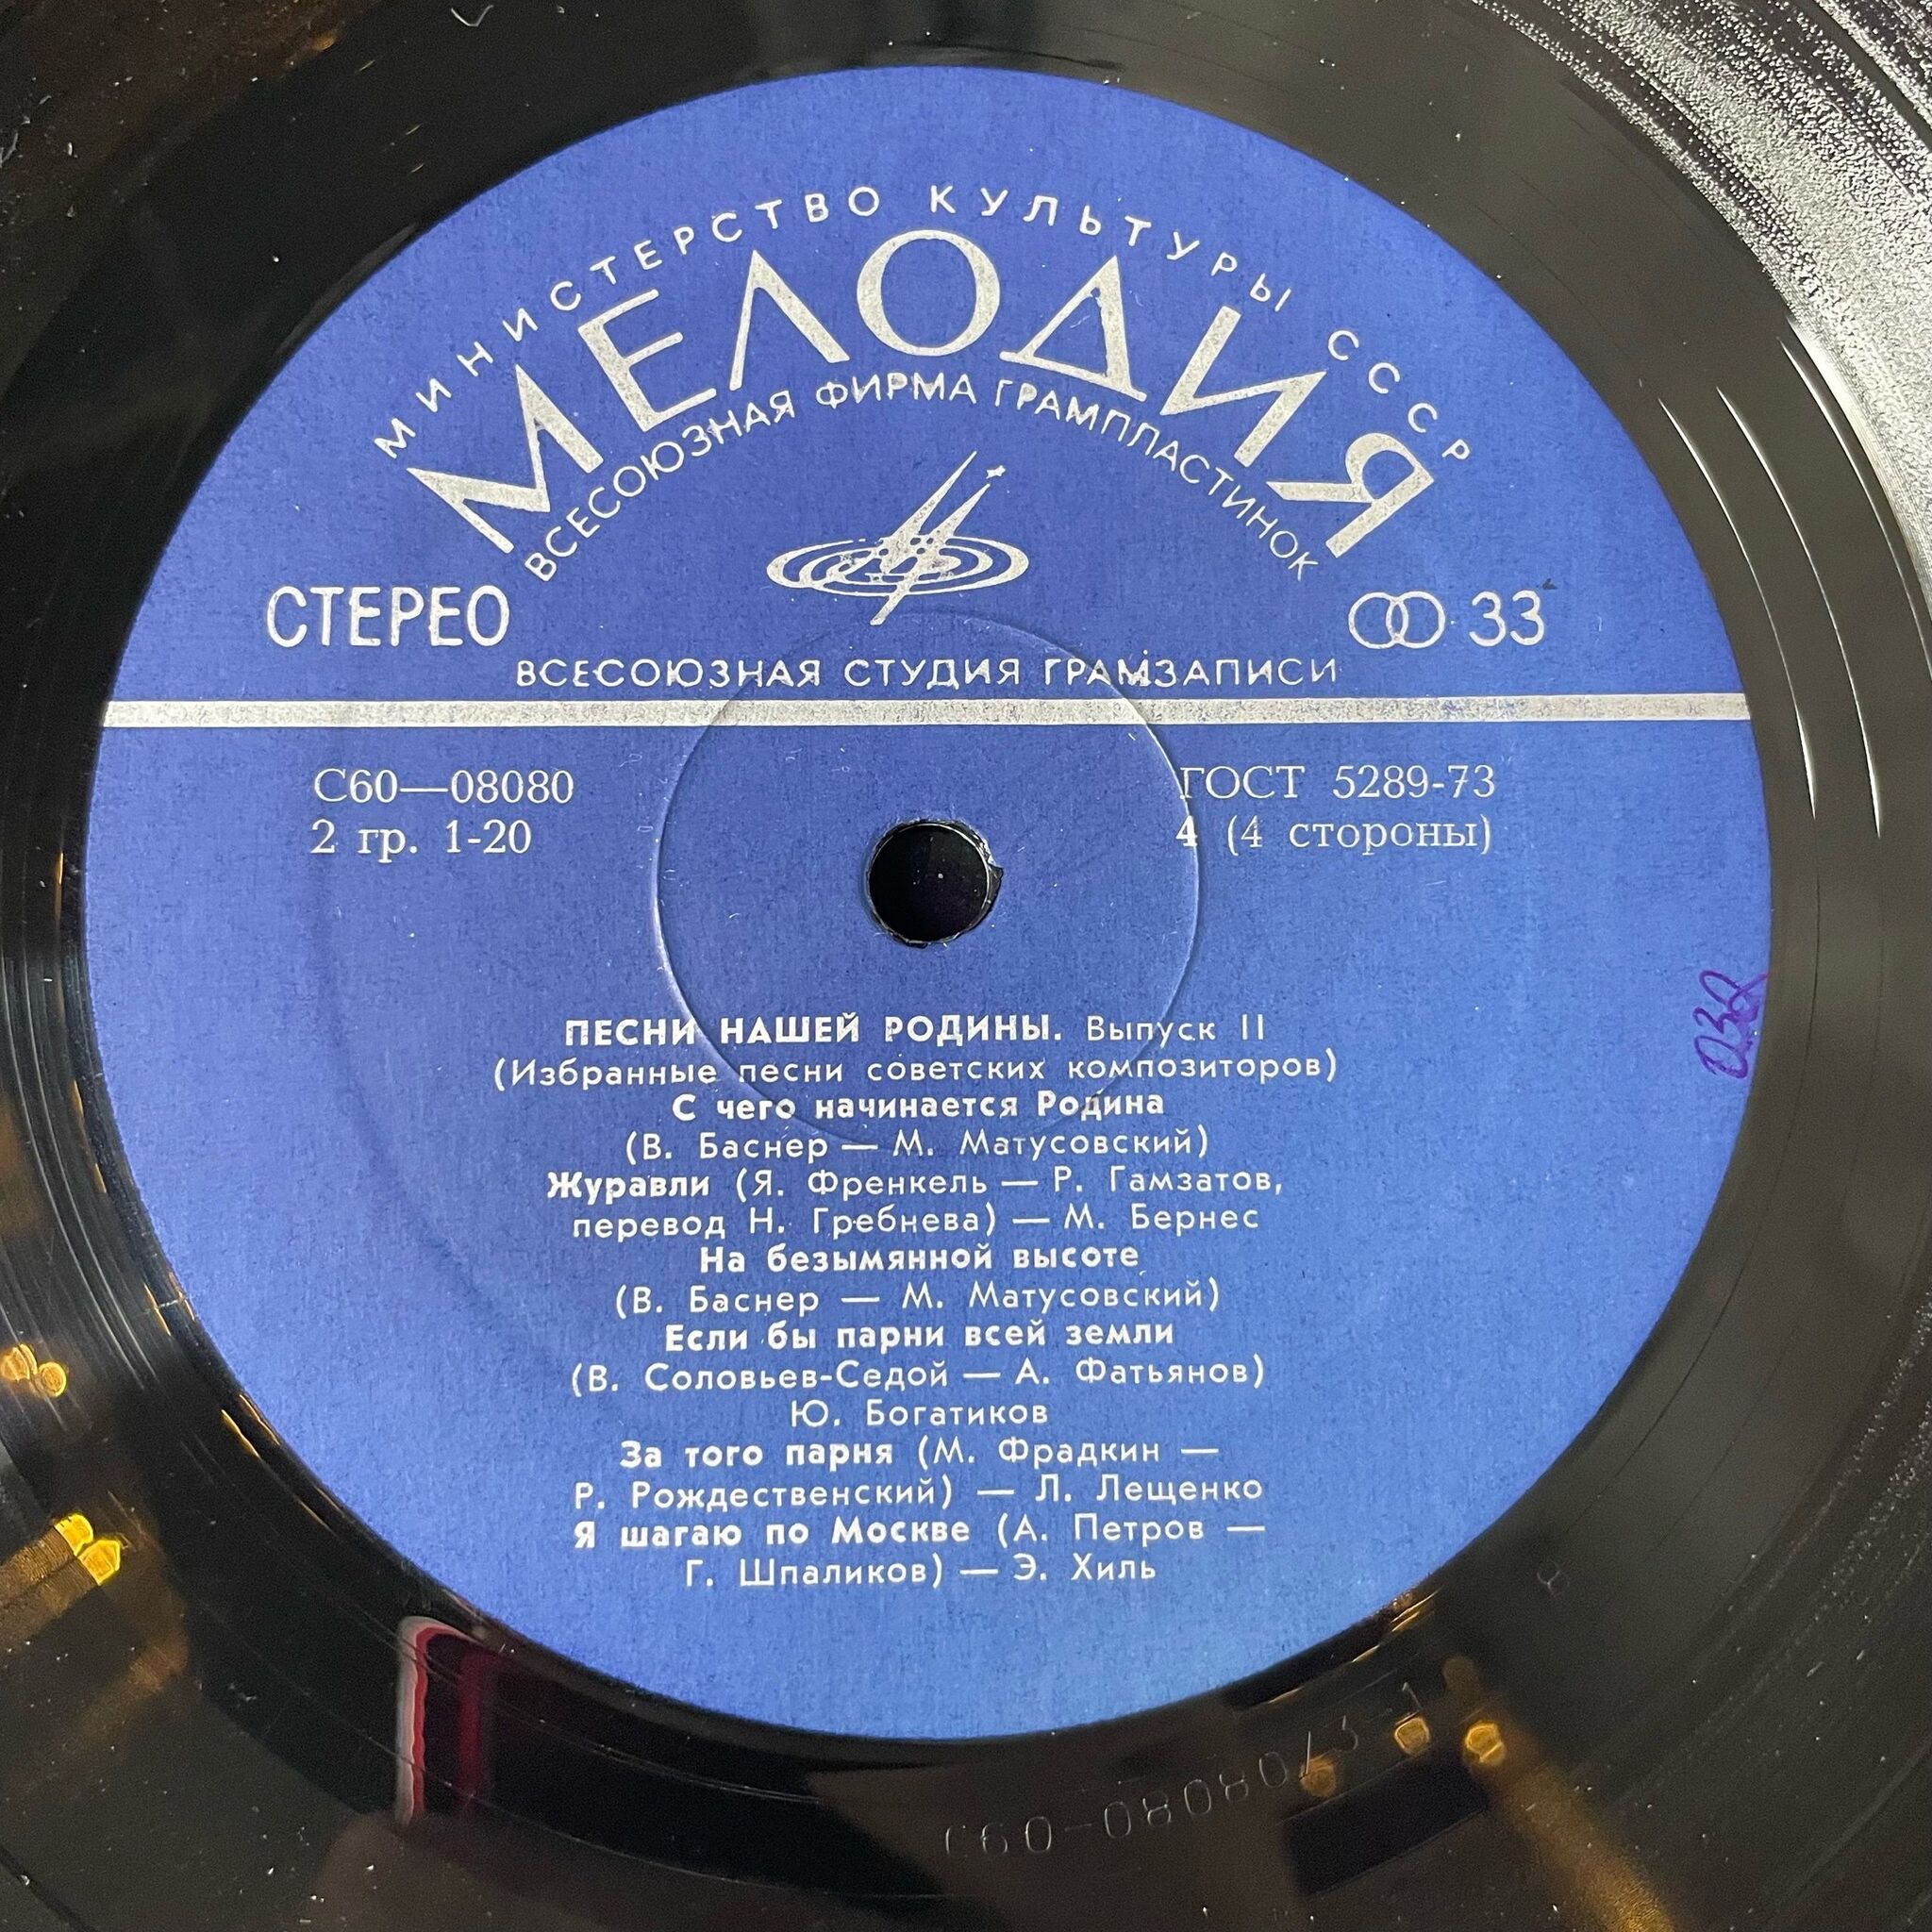 МИНИСТЕРСТВО КУЛЬТУРЫ СССР
МЕЛОДИЯ
ВСЕСОЮЗНАЯ ФИРМА ГРАМПЛАСТИНОК
СТЕРЕО
33
ВСЕСОЮЗНАЯ СТУДИЯ ГРАМЗАПИСИ
С60—08080
ГОСТ 5289-73
2 гр. 1-20
4 (4 стороны)
ПЕСНИ НАШЕЙ РОДИНЫ. Выпуск II
(Избранные песни советских композиторов)
С чего начинается Родина
(В. Баснер — М. Матусовский)
Журавли (Я. Френкель — Р. Гамзатов,
перевод Н. Гребнева) — М. Бернес
На безымянной высоте
(В. Баснер — М. Матусовский)
Если бы парни всей земли
(В. Соловьев-Седой — А. Фатьянов)
Ю. Богатиков
За того парня (М. Фрадкин —
Р. Рождественский) — Л. Лещенко
Я шагаю по Москве (А. Петров —
Г. Шпаликов) — Э. Хиль